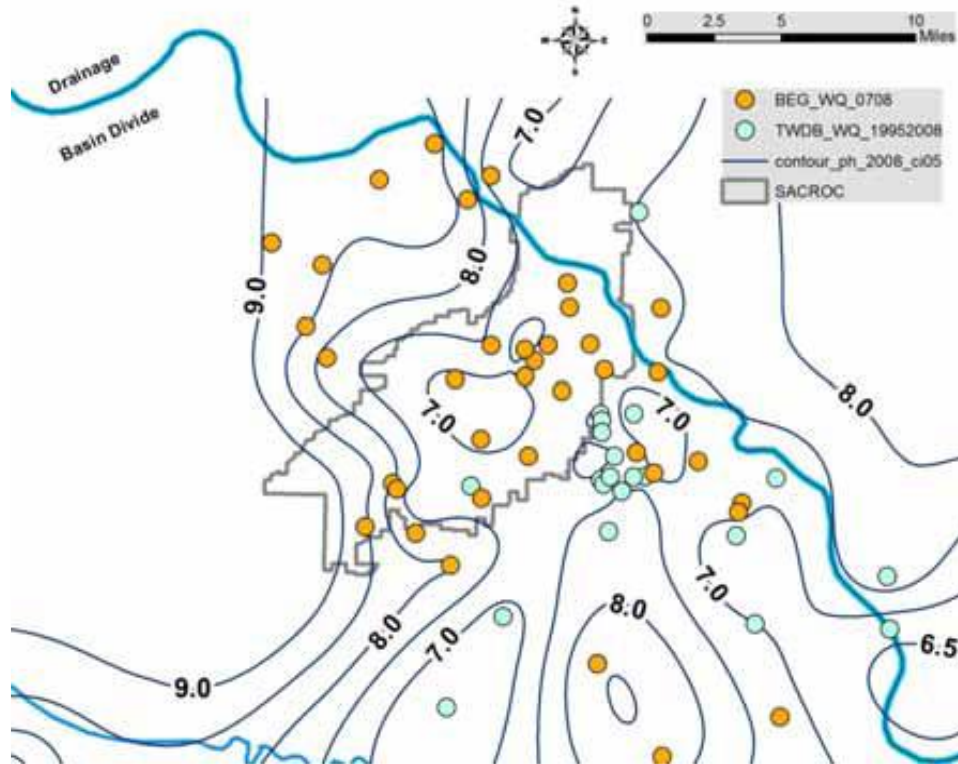 N
W
E
S
0 2.5 5 10
Miles
Drainage
Basin Divide
BEG_WQ_0708
TWDB_WQ_19952008
contour_ph_2008_ci05
SACROC
7.0
8.0
9.0
7.0
7.0
8.0
7.0
8.0
8.0
7.0
6.5
9.0